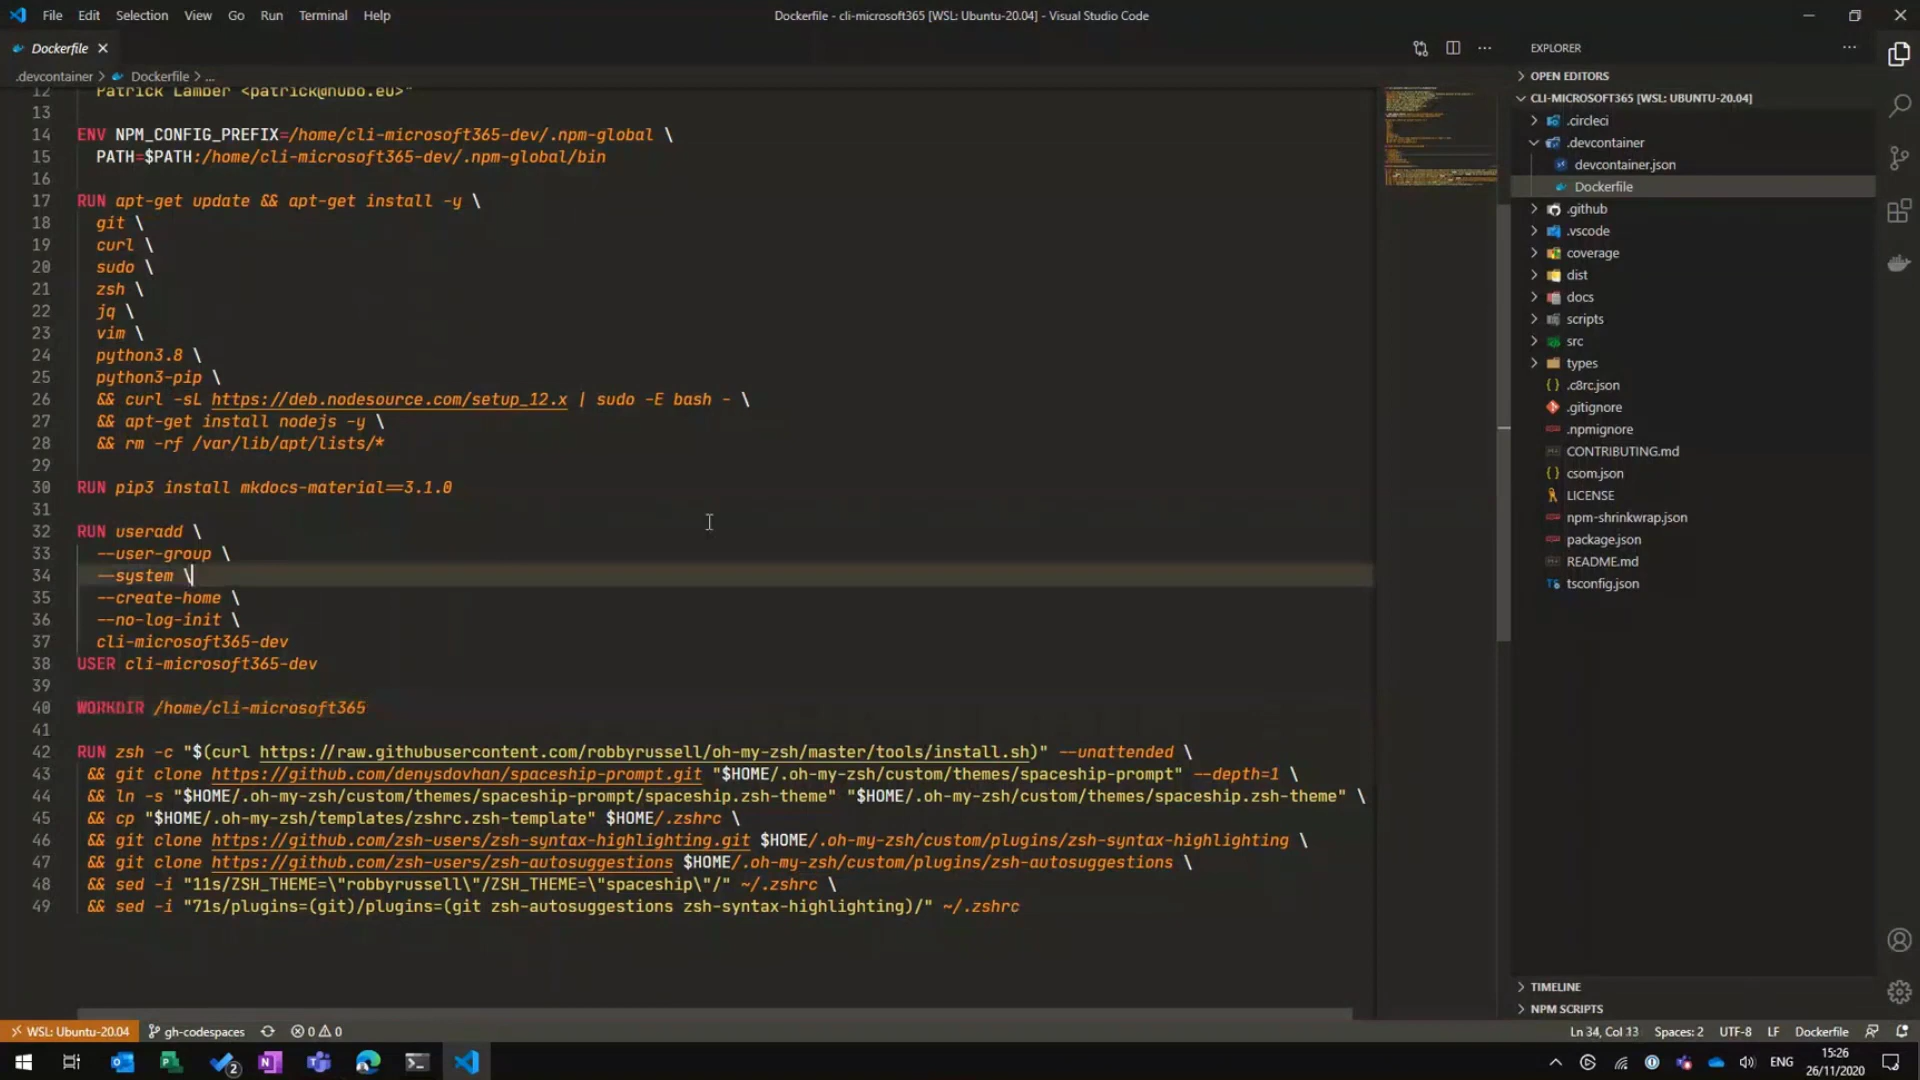 File Edit Selection View Go Run Terminal Help
Dockerfile - cli-microsoft365 [WSL: Ubuntu-20.04] - Visual Studio Code
Dockerfile
.devcontainer > Dockerfile > ...
12 Patrick Lamber <patrick@nubo.eu>"
13
14 ENV NPM_CONFIG_PREFIX=/home/cli-microsoft365-dev/.npm-global \
15 PATH=$PATH:/home/cli-microsoft365-dev/.npm-global/bin
16
17 RUN apt-get update && apt-get install -y \
18 git \
19 curl \
20 sudo \
21 zsh \
22 jq \
23 vim \
24 python3.8 \
25 python3-pip \
26 && curl -sL https://deb.nodesource.com/setup_12.x | sudo -E bash - \
27 && apt-get install nodejs -y \
28 && rm -rf /var/lib/apt/lists/*
29
30 RUN pip3 install mkdocs-material==3.1.0
31
32 RUN useradd \
33 --user-group \
34 --system \
35 --create-home \
36 --no-log-init \
37 cli-microsoft365-dev
38 USER cli-microsoft365-dev
39
40 WORKDIR /home/cli-microsoft365
41
42 RUN zsh -c "$(curl https://raw.githubusercontent.com/robbyrussell/oh-my-zsh/master/tools/install.sh)" --unattended \
43 && git clone https://github.com/denysdovhan/spaceship-prompt.git "$HOME/.oh-my-zsh/custom/themes/spaceship-prompt" --depth=1 \
44 && ln -s "$HOME/.oh-my-zsh/custom/themes/spaceship-prompt/spaceship.zsh-theme" "$HOME/.oh-my-zsh/custom/themes/spaceship.zsh-theme" \
45 && cp "$HOME/.oh-my-zsh/templates/zshrc.zsh-template" $HOME/.zshrc \
46 && git clone https://github.com/zsh-users/zsh-syntax-highlighting.git $HOME/.oh-my-zsh/custom/plugins/zsh-syntax-highlighting \
47 && git clone https://github.com/zsh-users/zsh-autosuggestions $HOME/.oh-my-zsh/custom/plugins/zsh-autosuggestions \
48 && sed -i "11s/ZSH_THEME=\"robbyrussell\"/ZSH_THEME=\"spaceship\"/" ~/.zshrc \
49 && sed -i "71s/plugins=(git)/plugins=(git zsh-autosuggestions zsh-syntax-highlighting)/" ~/.zshrc
EXPLORER
OPEN EDITORS
CLI-MICROSOFT365 [WSL: UBUNTU-20.04]
.circleci
.devcontainer
devcontainer.json
Dockerfile
.github
.vscode
coverage
dist
docs
scripts
src
types
.c8rc.json
.gitignore
.npmignore
CONTRIBUTING.md
csom.json
LICENSE
npm-shrinkwrap.json
package.json
README.md
tsconfig.json
TIMELINE
NPM SCRIPTS
WSL: Ubuntu-20.04 gh-codespaces 0 0
Ln 34, Col 13 Spaces: 2 UTF-8 LF Dockerfile
2
ENG
15:26
26/11/2020